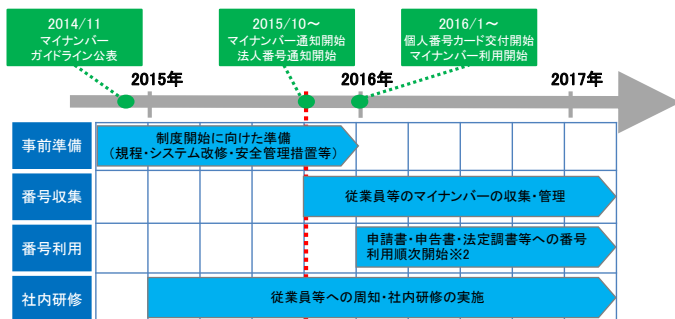 2014/11
マイナンバー
ガイドライン公表
2015/10～
マイナンバー通知開始
法人番号通知開始
2016/1～
個人番号カード交付開始
マイナンバー利用開始
2015年
2016年
2017年
事前準備
制度開始に向けた準備
（規程・システム改修・安全管理措置等）
番号収集
従業員等のマイナンバーの収集・管理
番号利用
申請書・申告書・法定調書等への番号
利用順次開始※2
社内研修
従業員等への周知・社内研修の実施